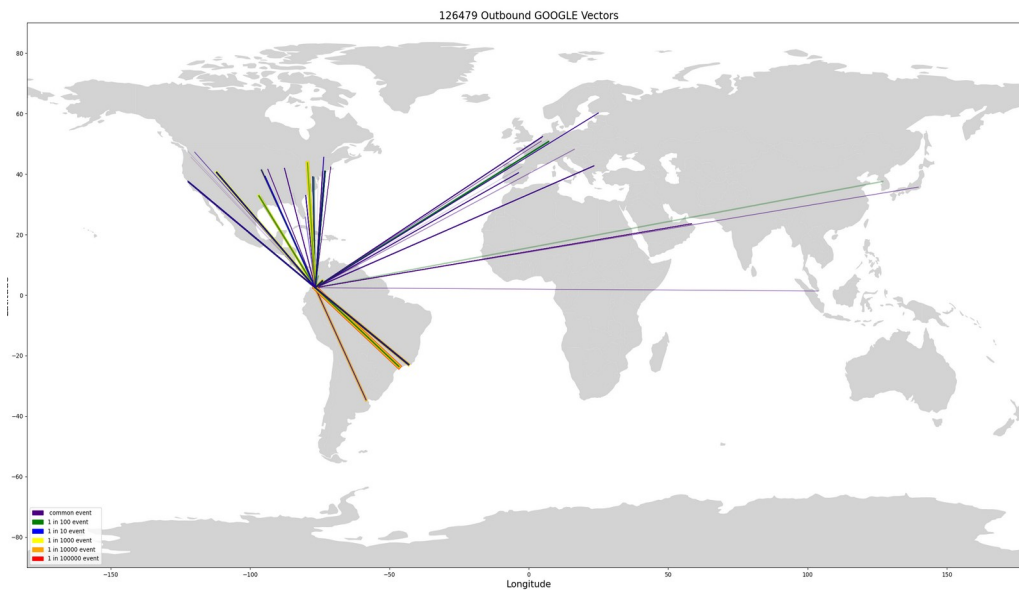 126479 Outbound GOOGLE Vectors
80
60
40
20
0
−20
−40
−60
−80
common event
1 in 100 event
1 in 10 event
1 in 1000 event
1 in 10000 event
1 in 100000 event
−150
−100
−50
0
50
100
150
Longitude